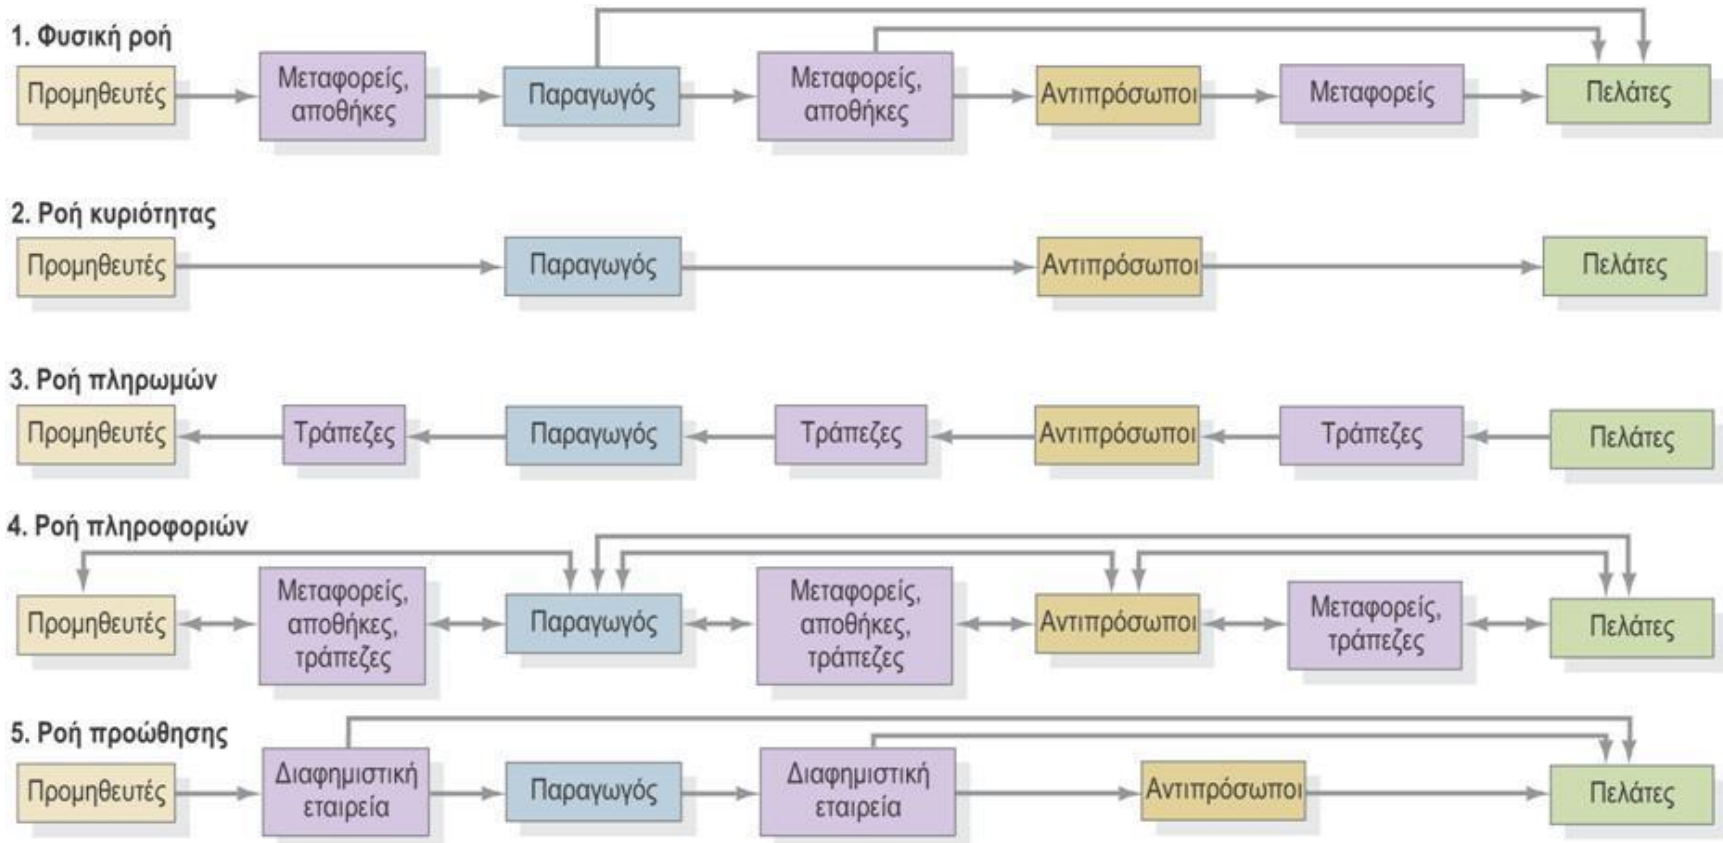 1. Φυσική ροή
Προμηθευτές
Μεταφορείς,
αποθήκες
Παραγωγός
Μεταφορείς,
αποθήκες
Αντιπρόσωποι
Μεταφορείς
Πελάτες
2. Ροή κυριότητας
Προμηθευτές
Παραγωγός
Αντιπρόσωποι
Πελάτες
3. Ροή πληρωμών
Προμηθευτές
Τράπεζες
Παραγωγός
Τράπεζες
Αντιπρόσωποι
Τράπεζες
Πελάτες
4. Ροή πληροφοριών
Προμηθευτές
Μεταφορείς,
αποθήκες,
τράπεζες
Παραγωγός
Μεταφορείς,
αποθήκες,
τράπεζες
Αντιπρόσωποι
Μεταφορείς,
τράπεζες
Πελάτες
5. Ροή προώθησης
Προμηθευτές
Διαφημιστική
εταιρεία
Παραγωγός
Διαφημιστική
εταιρεία
Αντιπρόσωποι
Πελάτες